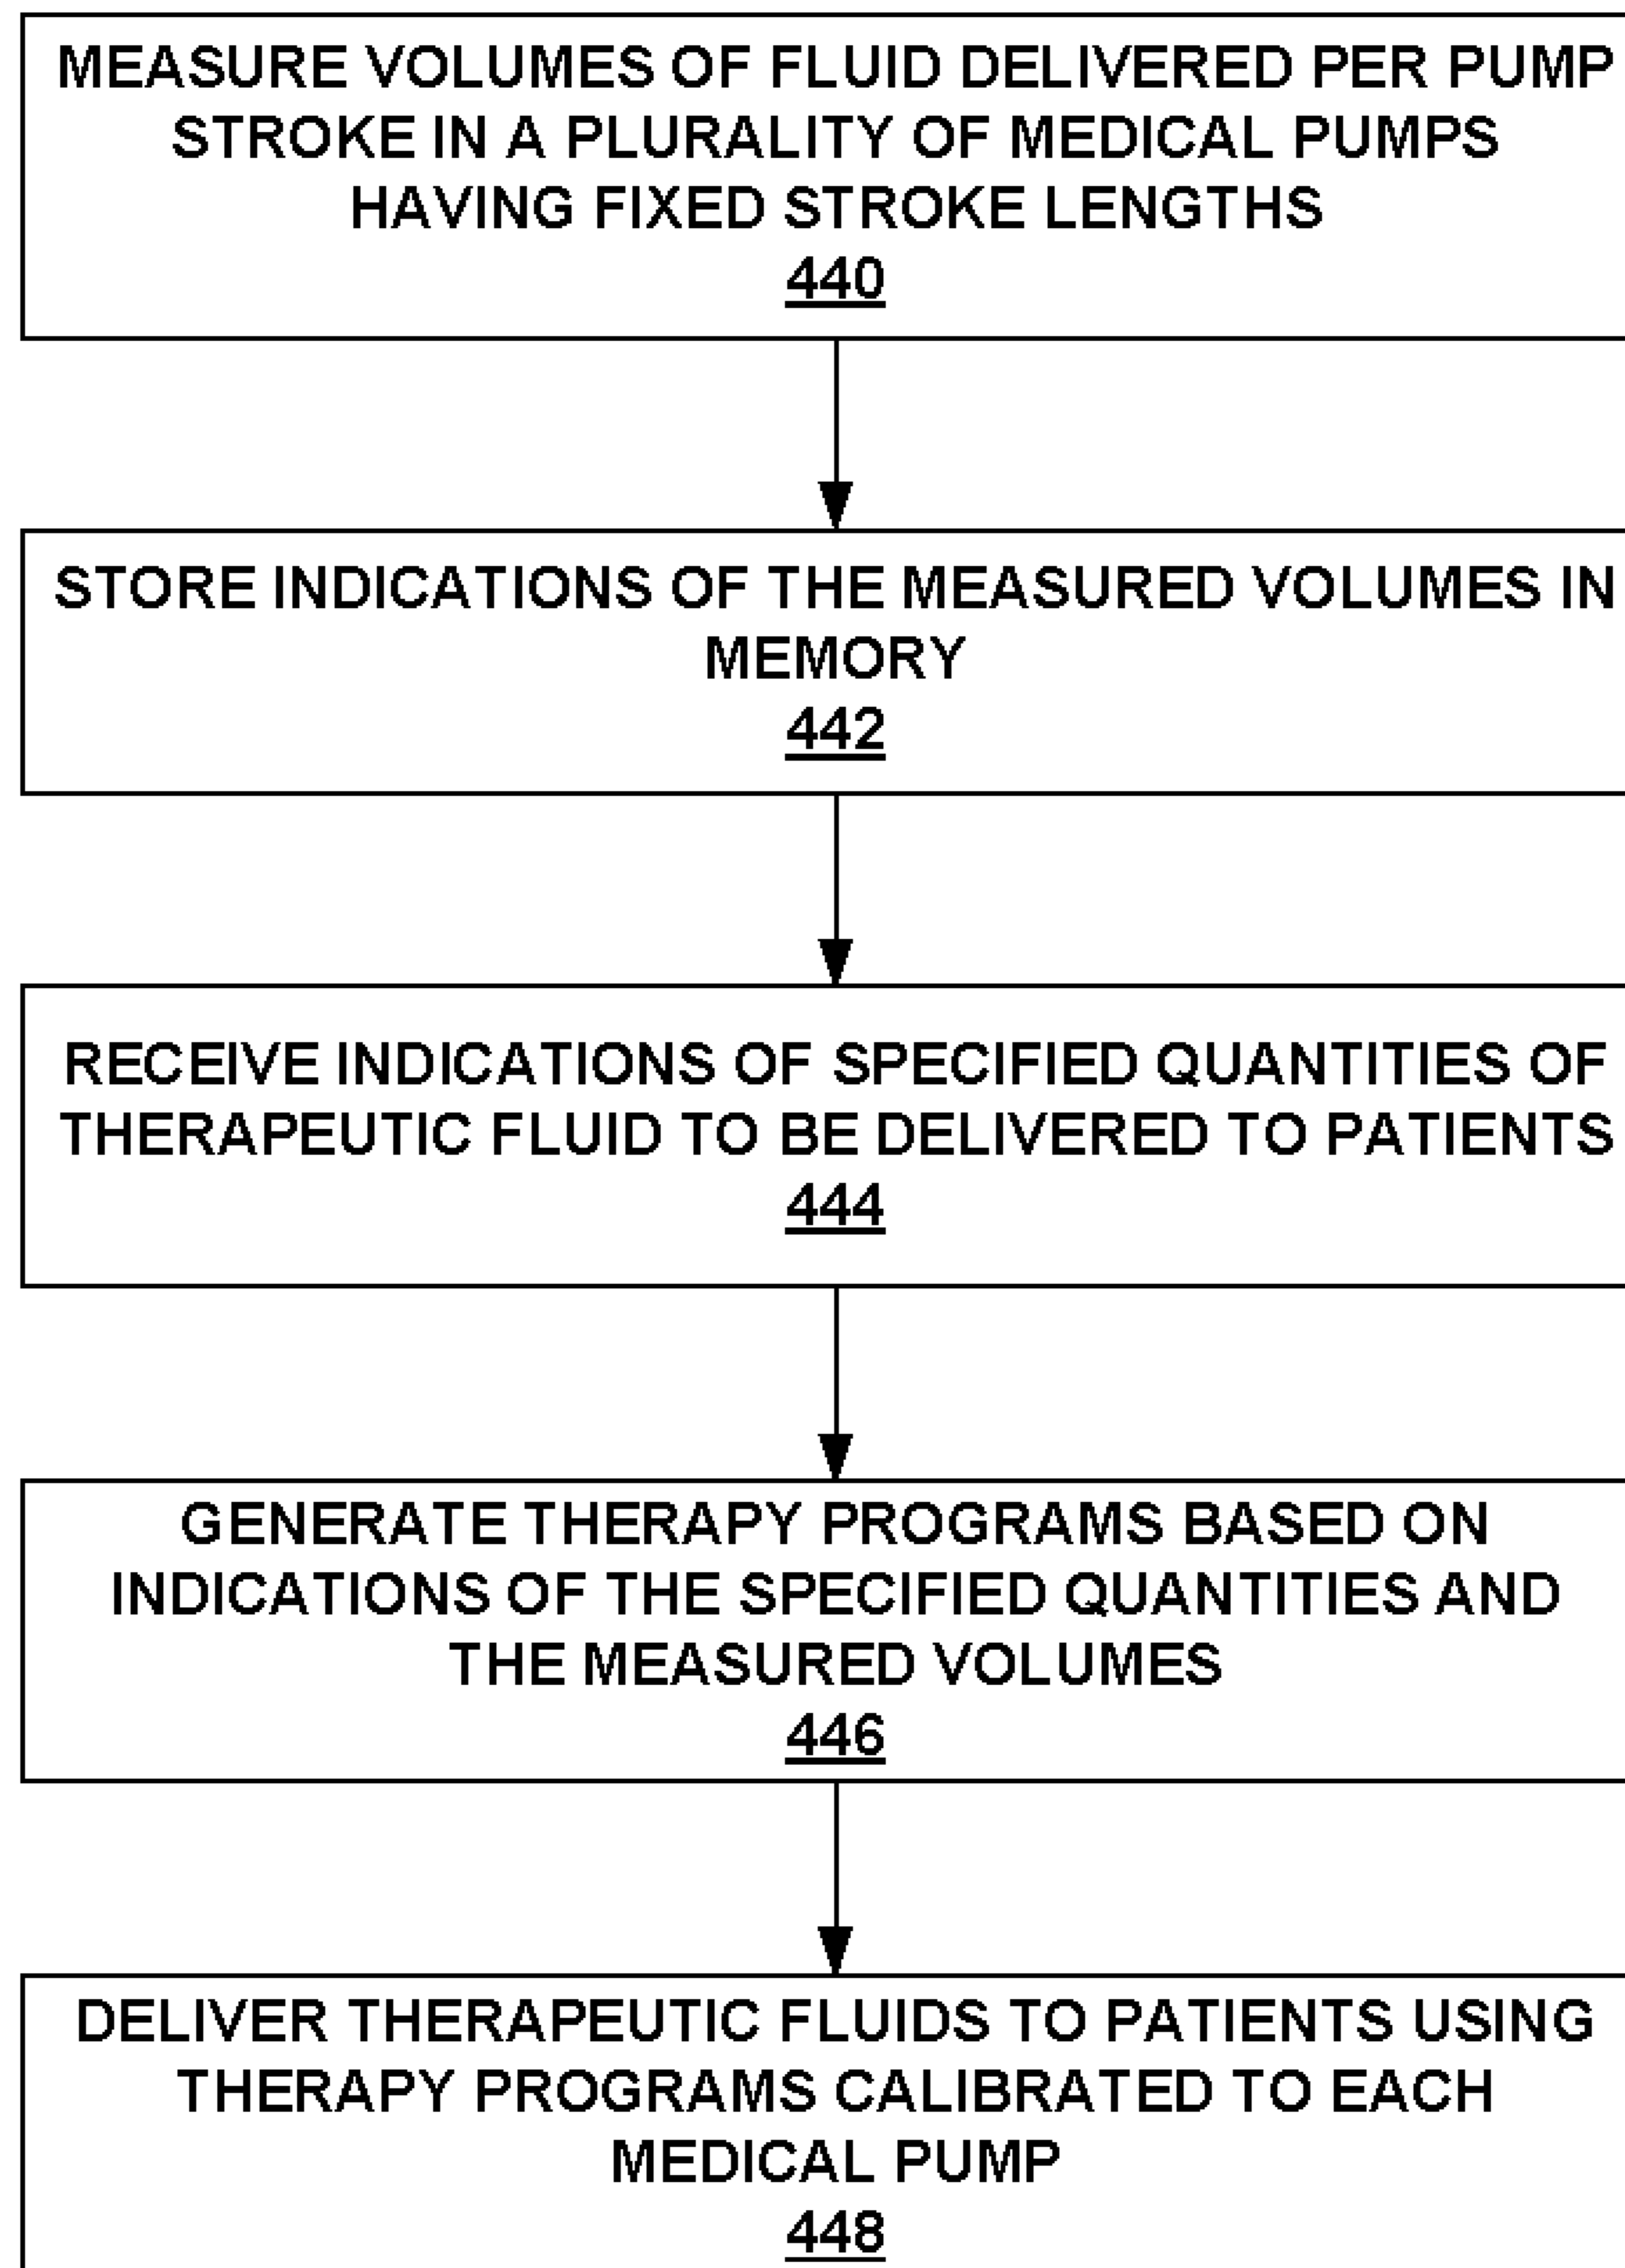 MEASURE VOLUMES OF FLUID DELIVERED PER PUMP
STROKE IN A PLURALITY OF MEDICAL PUMPS
HAVING FIXED STROKE LENGTHS
440
STORE INDICATIONS OF THE MEASURED VOLUMES IN
MEMORY
442
RECEIVE INDICATIONS OF SPECIFIED QUANTITIES OF
THERAPEUTIC FLUID TO BE DELIVERED TO PATIENTS
444
GENERATE THERAPY PROGRAMS BASED ON
INDICATIONS OF THE SPECIFIED QUANTITIES AND
THE MEASURED VOLUMES
446
DELIVER THERAPEUTIC FLUIDS TO PATIENTS USING
THERAPY PROGRAMS CALIBRATED TO EACH
MEDICAL PUMP
448